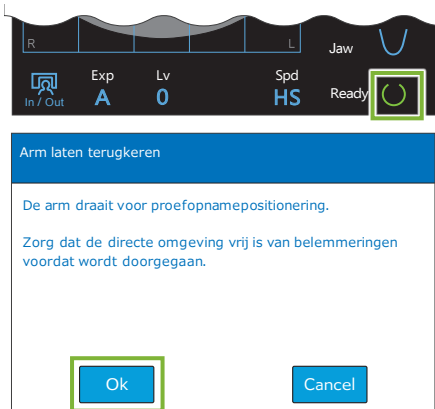 R L Jaw
Exp Lv Spd
In / Out A 0 HS Ready
Arm laten terugkeren
De arm draait voor proefopnamepositionering.
Zorg dat de directe omgeving vrij is van belemmeringen
voordat wordt doorgegaan.
Ok Cancel